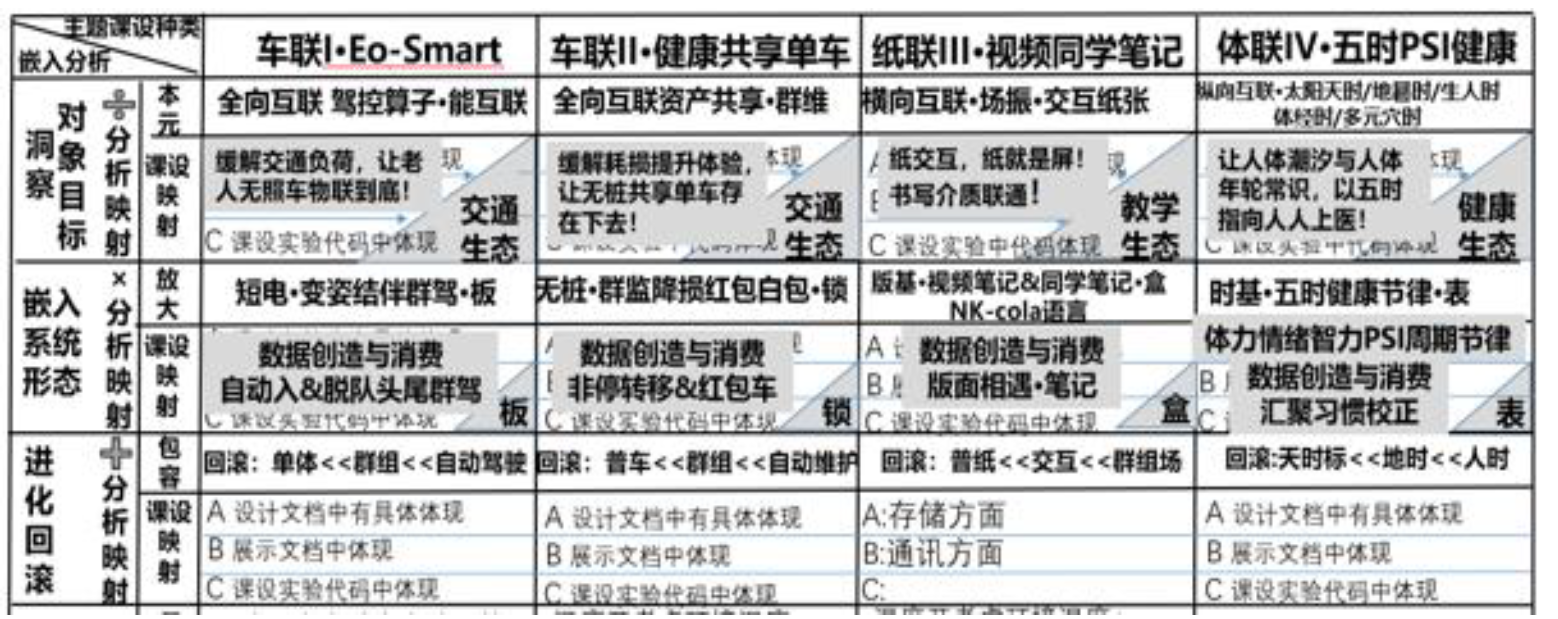 主题课设种类
嵌入分析
车联I•Eo-Smart
车联II•健康共享单车
纸联III•视频同学笔记
体联IV•五时PSI健康
洞察
对象目标
÷分析映射
本元
全向互联 驾控算子•能互联
全向互联资产共享•群维
横向互联•场振•交互纸张
纵向互联•太阳天时/地磁时/生人时
体经时/多元穴时
课设映射
缓解交通负荷，让老
人无照车物联到底！
现
C 课设实验代码中体现
交通
生态
缓解耗损提升体验，
让无桩共享单车存
在下去！
体现
交通
生态
纸交互，纸就是屏！
书写介质联通！
现
C 课设实验中代码体现
教学
生态
让人体潮汐与人体
年轮常识，以五时
指向人人上医！
体现
C 课设实验中代码体现
健康
生态
嵌入
系统
形态
×分析映射
放大
短电•变姿结伴群驾•板
无桩•群监降损红包白包•锁
版基•视频笔记&同学笔记•盒
NK-cola语言
时基•五时健康节律•表
课设映射
数据创造与消费
自动入&脱队头尾群驾
C 课设实验代码中体现
板
数据创造与消费
非停转移&红包车
C 课设实验代码中体现
锁
A
数据创造与消费
B
版面相遇•笔记
C 课设实验代码中体现
盒
体力情绪智力PSI周期节律
B
数据创造与消费
汇聚习惯校正
表
进化回滚
+分析映射
包容
回滚：单体<<群组<<自动驾驶
回滚：普车<<群组<<自动维护
回滚：普纸<<交互<<群组场
回滚:天时标<<地时<<人时
课设映射
A 设计文档中有具体体现
B 展示文档中体现
C 课设实验代码中体现
A 设计文档中有具体体现
B 展示文档中体现
C 课设实验代码中体现
A:存储方面
B:通讯方面
C:
A 设计文档中有具体体现
B 展示文档中体现
C 课设实验代码中体现